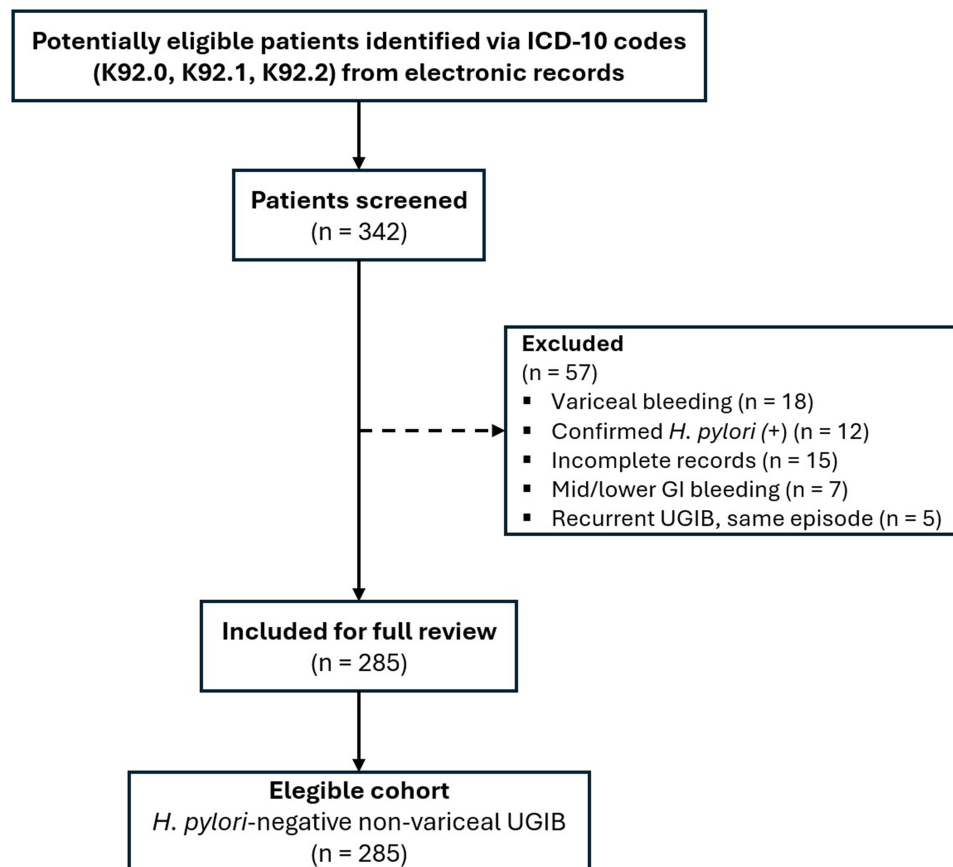 Potentially eligible patients identified via ICD-10 codes
(K92.0, K92.1, K92.2) from electronic records
Patients screened
(n = 342)
Excluded
(n = 57)
▪ Variceal bleeding (n = 18)
▪ Confirmed H. pylori (+) (n = 12)
▪ Incomplete records (n = 15)
▪ Mid/lower GI bleeding (n = 7)
▪ Recurrent UGIB, same episode (n = 5)
Included for full review
(n = 285)
Elegible cohort
H. pylori-negative non-variceal UGIB
(n = 285)